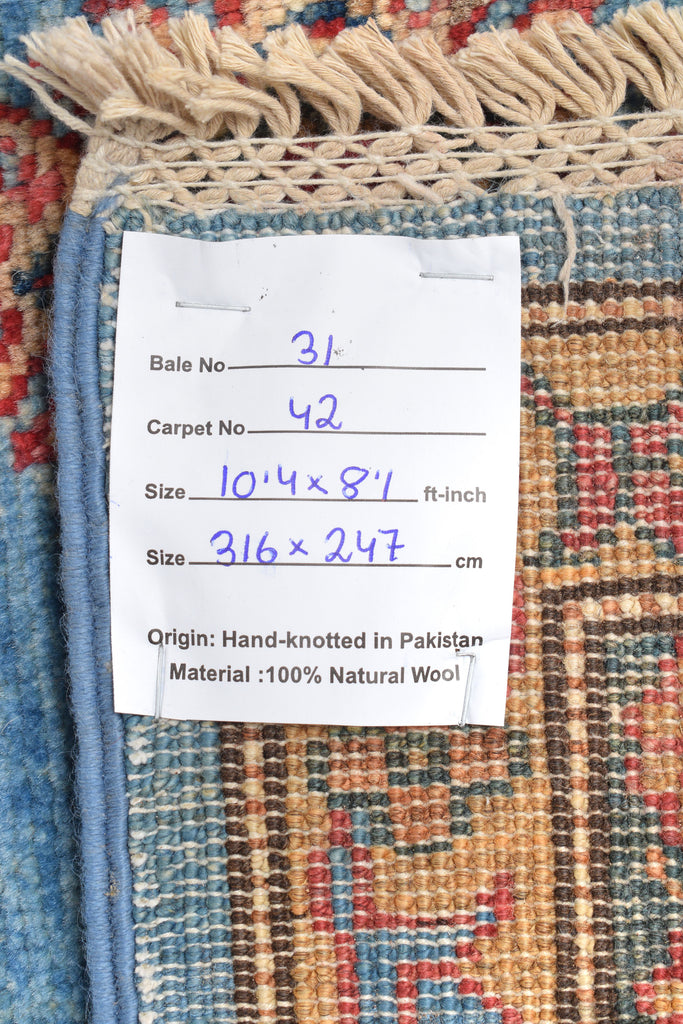 Bale No 31
Carpet No 42
Size 10'4 x 8'1 ft-inch
Size 316 x 247 cm
Origin: Hand-knotted in Pakistan
Material :100% Natural Wool